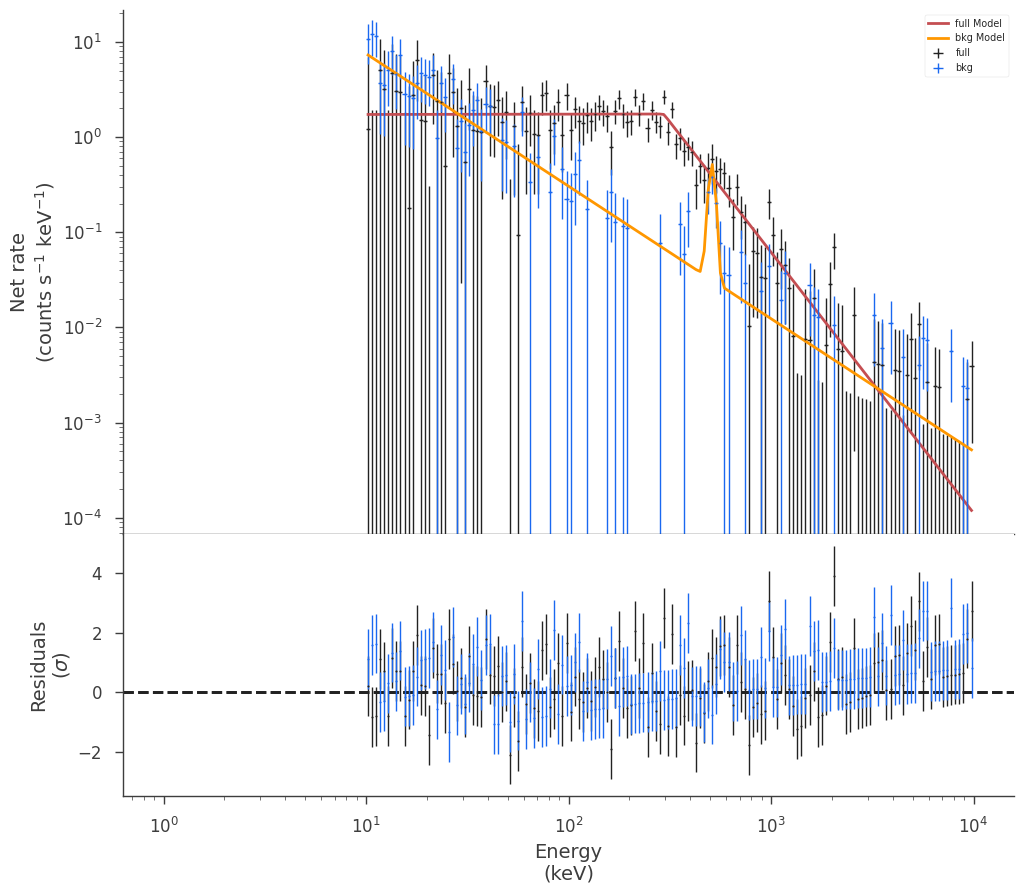 full Model
bkg Model
full
bkg
Net rate
(counts s⁻¹ keV⁻¹)
10¹
10⁰
10⁻¹
10⁻²
10⁻³
10⁻⁴
Residuals
(σ)
4
2
0
−2
10⁰ 10¹ 10² 10³ 10⁴
Energy
(keV)